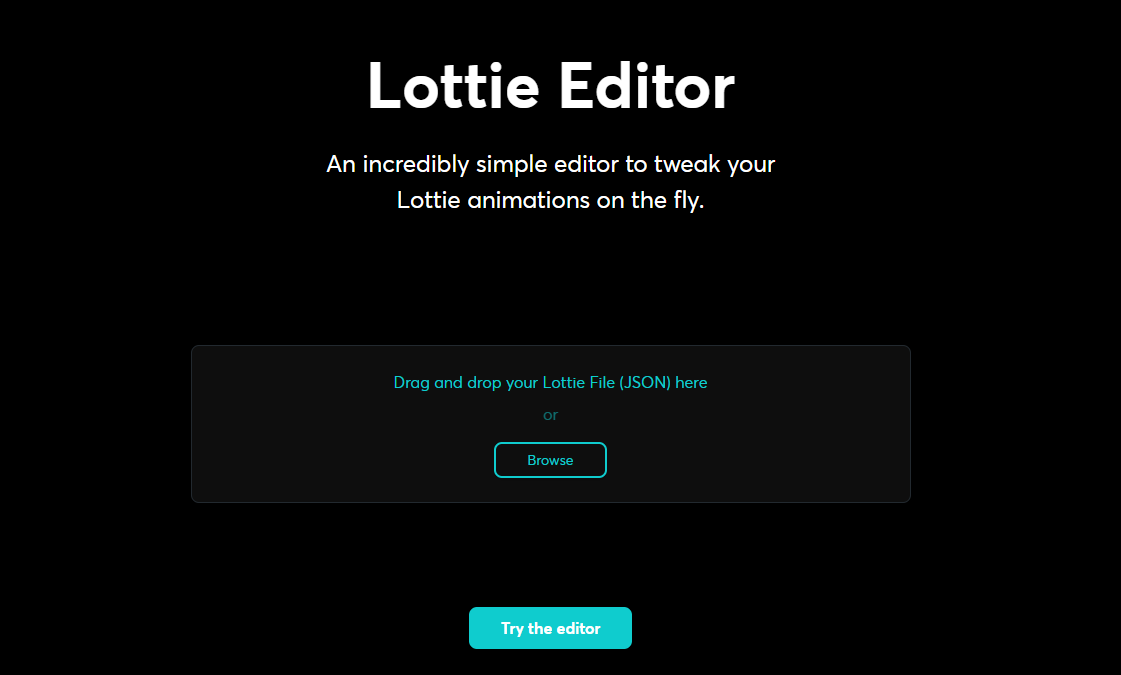 Lottie Editor
An incredibly simple editor to tweak your
Lottie animations on the fly.
Drag and drop your Lottie File (JSON) here
or
Browse
Try the editor